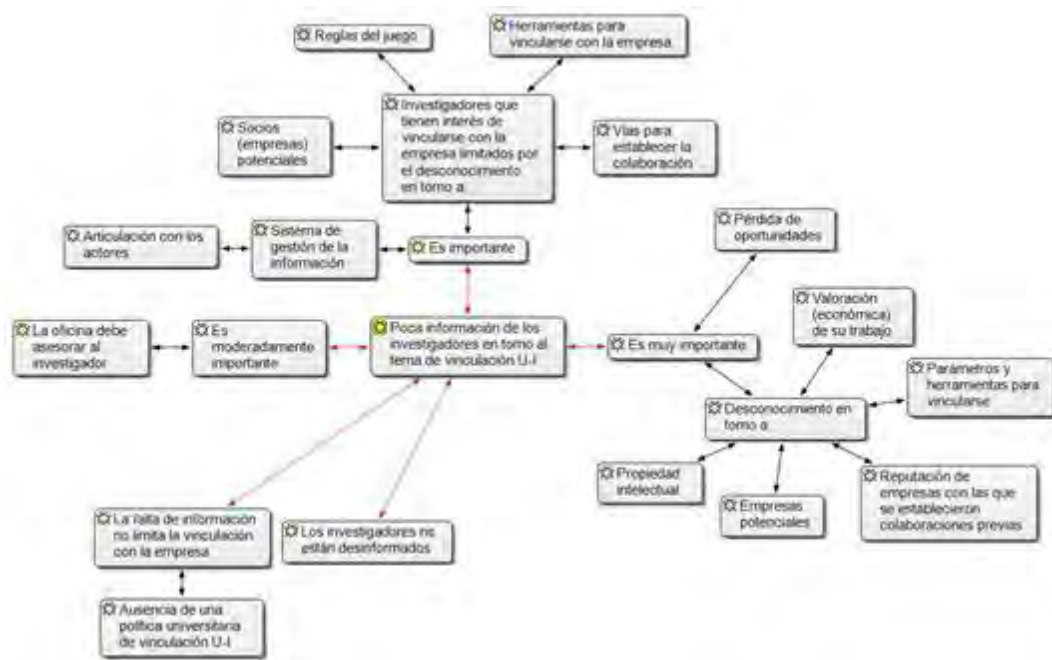 Reglas del juego
Herramientas para
vincularse con la empresa
Investigadores que
tienen interés de
vincularse con la
empresa limitados por
el desconocimiento
en torno a
Socios
(empresas)
potenciales
Vías para
establecer la
colaboración
Articulación con los
actores
Sistema de
gestión de la
información
Es importante
Pérdida de
oportunidades
La oficina debe
asesorar al
investigador
Es
moderadamente
importante
Poca información de los
investigadores en torno al
tema de vinculación U-I
Es muy importante
Valoración
(económica)
de su trabajo
Parámetros y
herramientas para
vincularse
Desconocimiento en
torno a
Propiedad
intelectual
Empresas
potenciales
Reputación de
empresas con las que
se establecieron
colaboraciones previas
La falta de información
no limita la vinculación
con la empresa
Los investigadores no
están desinformados
Ausencia de una
política universitaria
de vinculación U-I